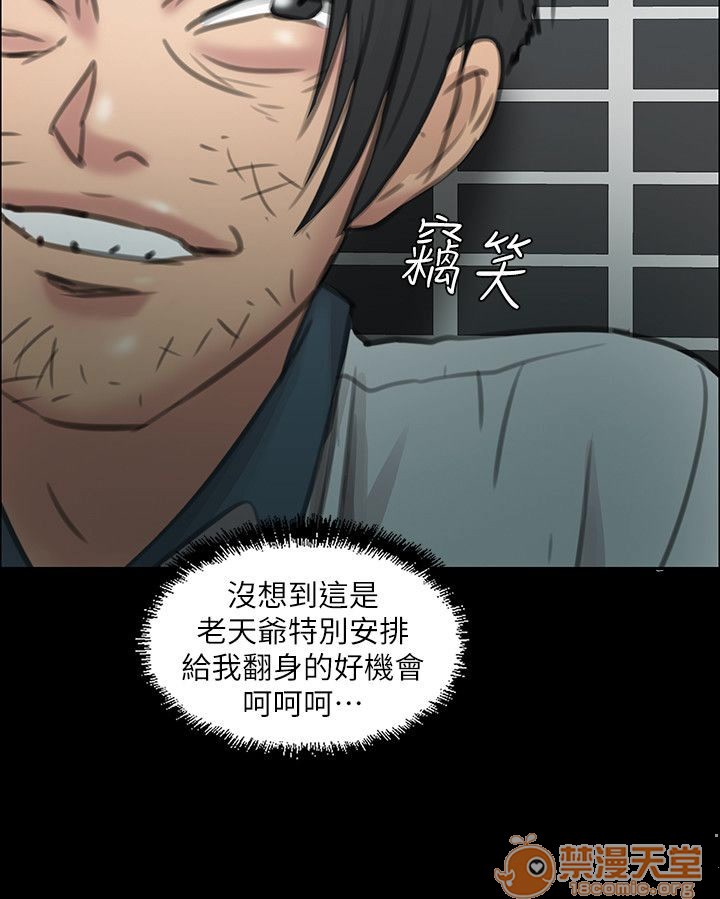 竊笑
沒想到這是
老天爺特別安排
給我翻身的好機會
呵呵呵…
禁漫天堂
18comic.org